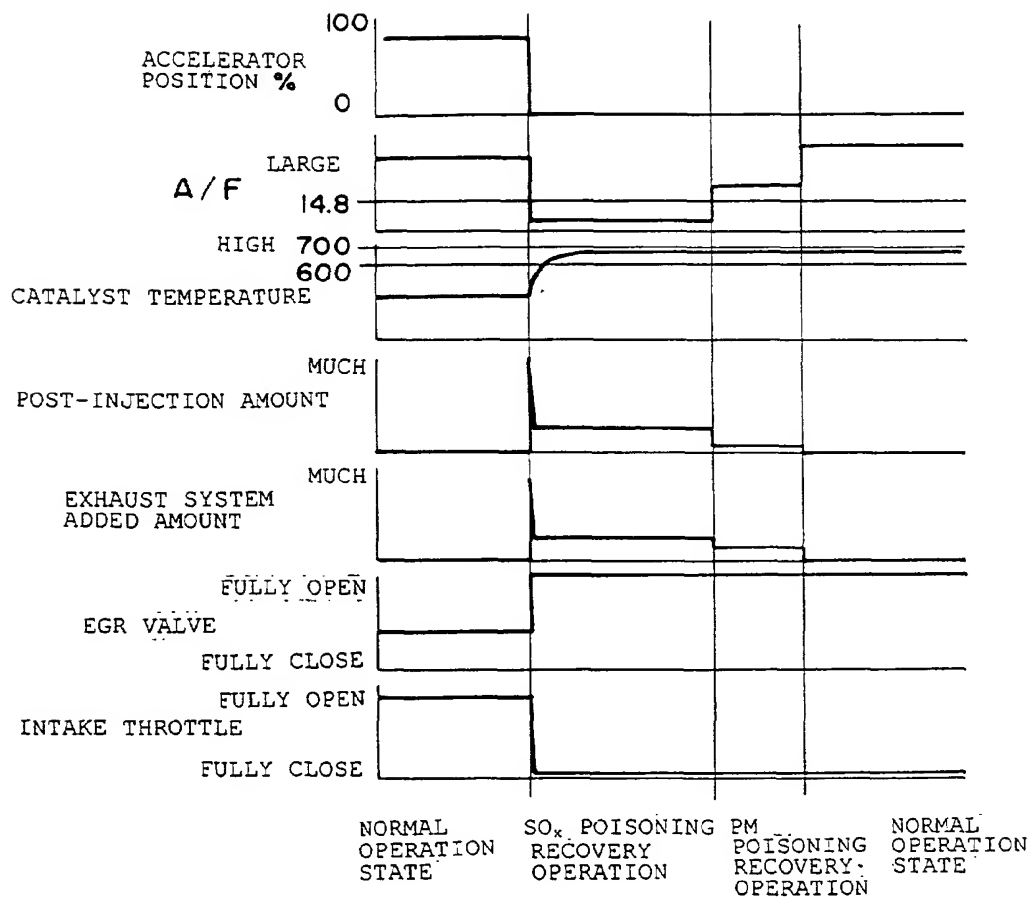 100
ACCELERATOR
POSITION %
0
LARGE
A/F
14.8
HIGH 700
600
CATALYST TEMPERATURE
MUCH
POST-INJECTION AMOUNT
MUCH
EXHAUST SYSTEM
ADDED AMOUNT
FULLY OPEN
EGR VALVE
FULLY CLOSE
FULLY OPEN
INTAKE THROTTLE
FULLY CLOSE
NORMAL
OPERATION
STATE
SOx POISONING
RECOVERY
OPERATION
PM
POISONING
RECOVERY
OPERATION
NORMAL
OPERATION
STATE